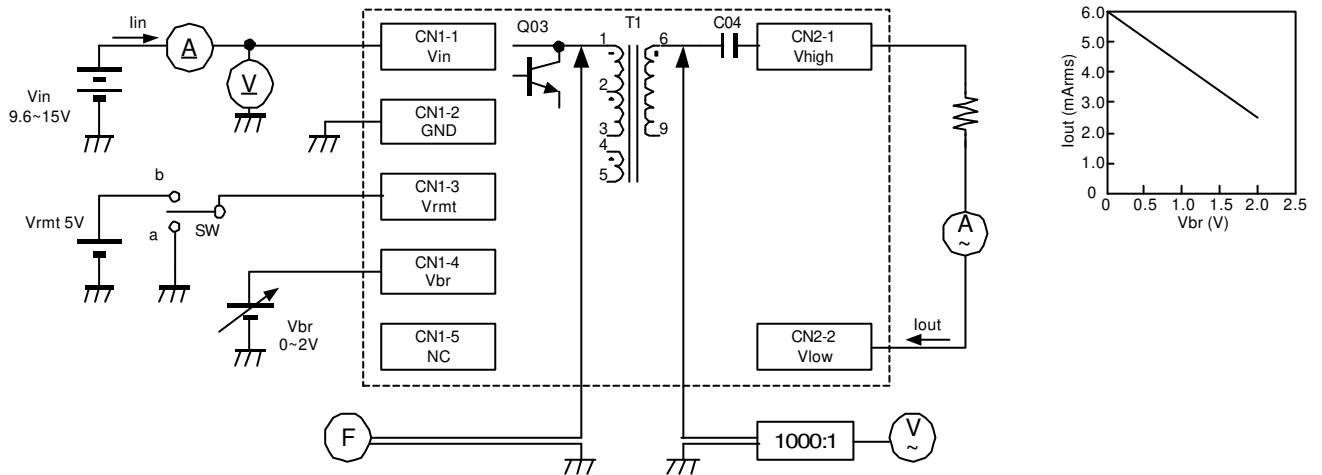 Iin
A
V
Vin
9.6~15V
CN1-1
Vin
CN1-2
GND
CN1-3
Vrmt
CN1-4
Vbr
CN1-5
NC
b
Vrmt 5V
a
SW
Vbr
0~2V
Q03
T1
1
2
3
4
5
6
9
C04
CN2-1
Vhigh
A
~
CN2-2
Vlow
Iout
F
1000:1
V
~
Iout (mArms)
6.0
5.0
4.0
3.0
2.0
1.0
0
0 0.5 1.0 1.5 2.0 2.5
Vbr (V)